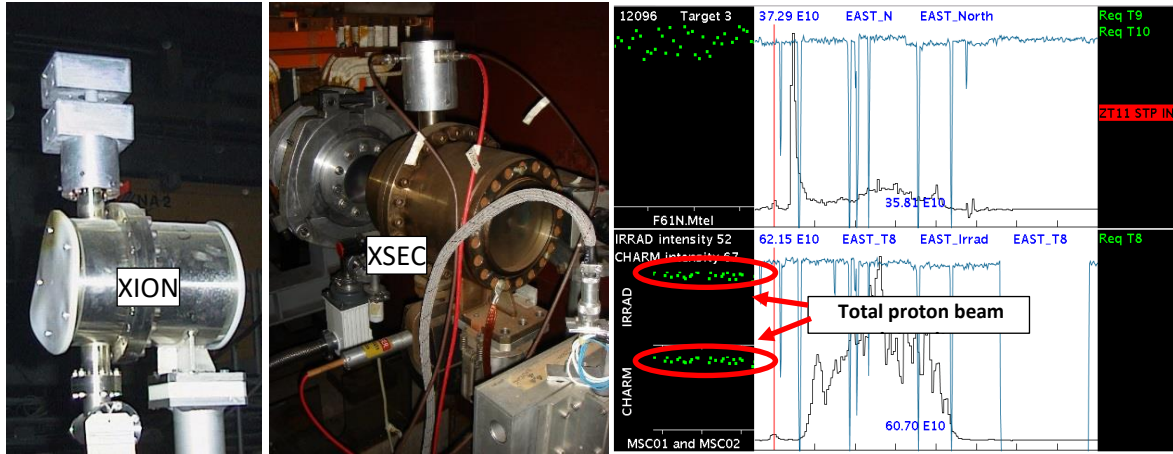 XION
NA 2
XSEC
12096 Target 3
F61N.Mtel
37.29 E10 EAST_N EAST_North
35.81 E10
Req T9
Req T10
ZT11 STP IN
IRRAD intensity 52
CHARM intensity 67
IRRAD
CHARM
MSC01 and MSC02
62.15 E10 EAST_T8 EAST_Irrad EAST_T8
Total proton beam
60.70 E10
Req T8